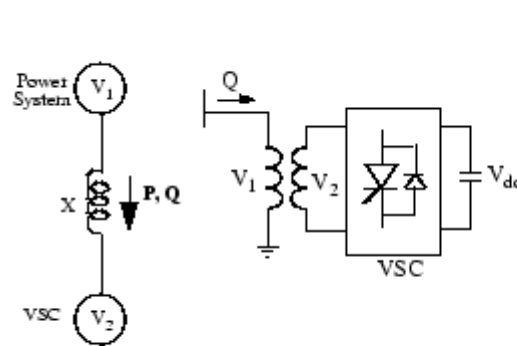 Power
System
V1
X
P, Q
VSC
V2
Q
V1
V2
Vdc
VSC